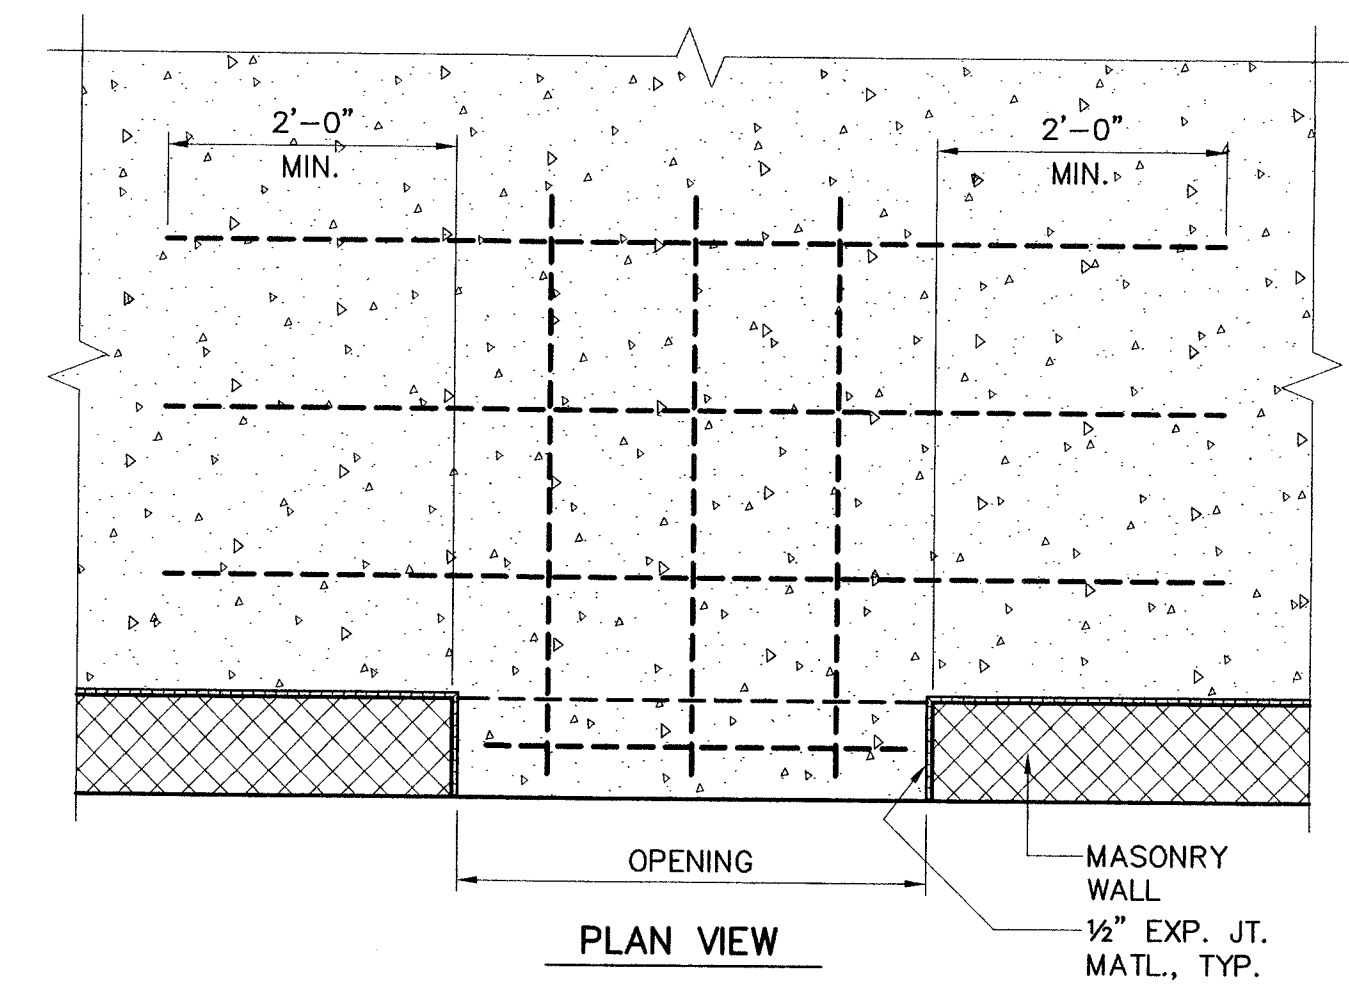 2'-0"
MIN.
2'-0"
MIN.
OPENING
MASONRY
WALL
½" EXP. JT.
MATL., TYP.
PLAN VIEW